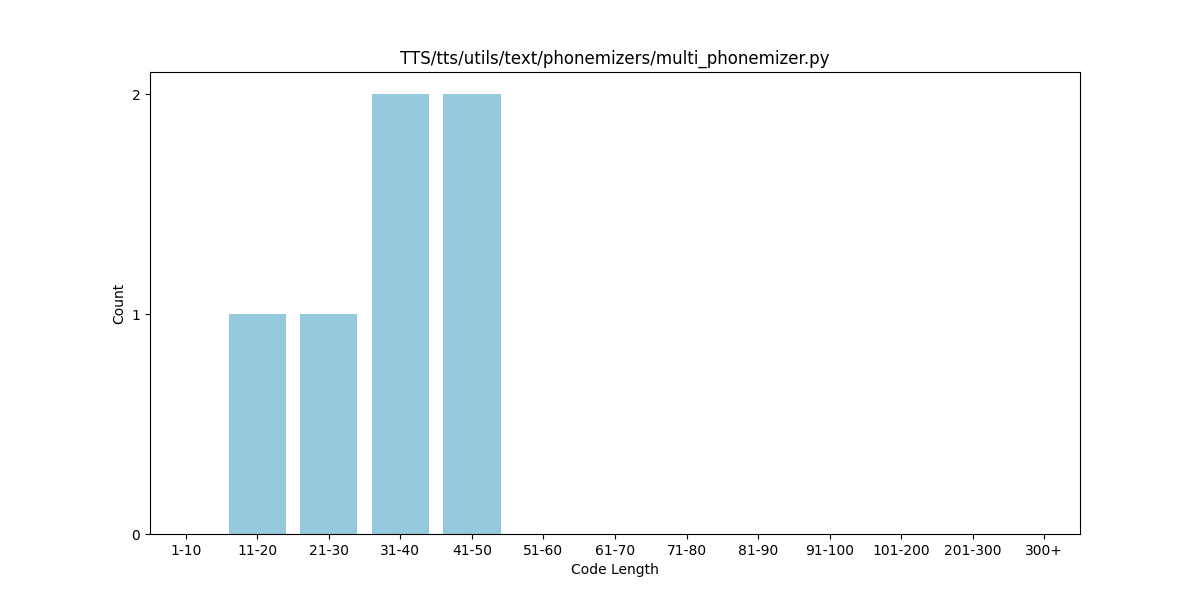 TTS/tts/utils/text/phonemizers/multi_phonemizer.py
2
1
0
Count
1-10 11-20 21-30 31-40 41-50 51-60 61-70 71-80 81-90 91-100 101-200 201-300 300+
Code Length